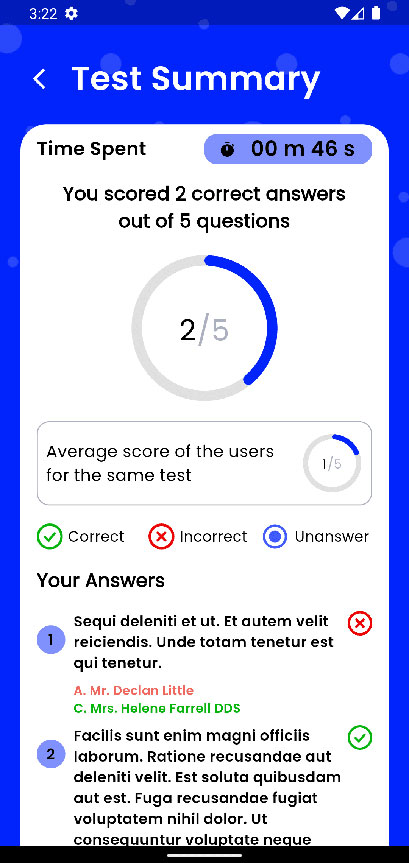 3:22
Test Summary
Time Spent
00 m 46 s
You scored 2 correct answers
out of 5 questions
2/5
Average score of the users
for the same test
1/5
Correct
Incorrect
Unanswer
Your Answers
1
Sequi deleniti et ut. Et autem velit
reiciendis. Unde totam tenetur est
qui tenetur.
A. Mr. Declan Little
C. Mrs. Helene Farrell DDS
2
Facilis sunt enim magni officiis
laborum. Ratione recusandae aut
deleniti velit. Est soluta quibusdam
aut est. Fuga recusandae fugiat
voluptatem nihil dolor. Ut
consequuntur voluptate neque